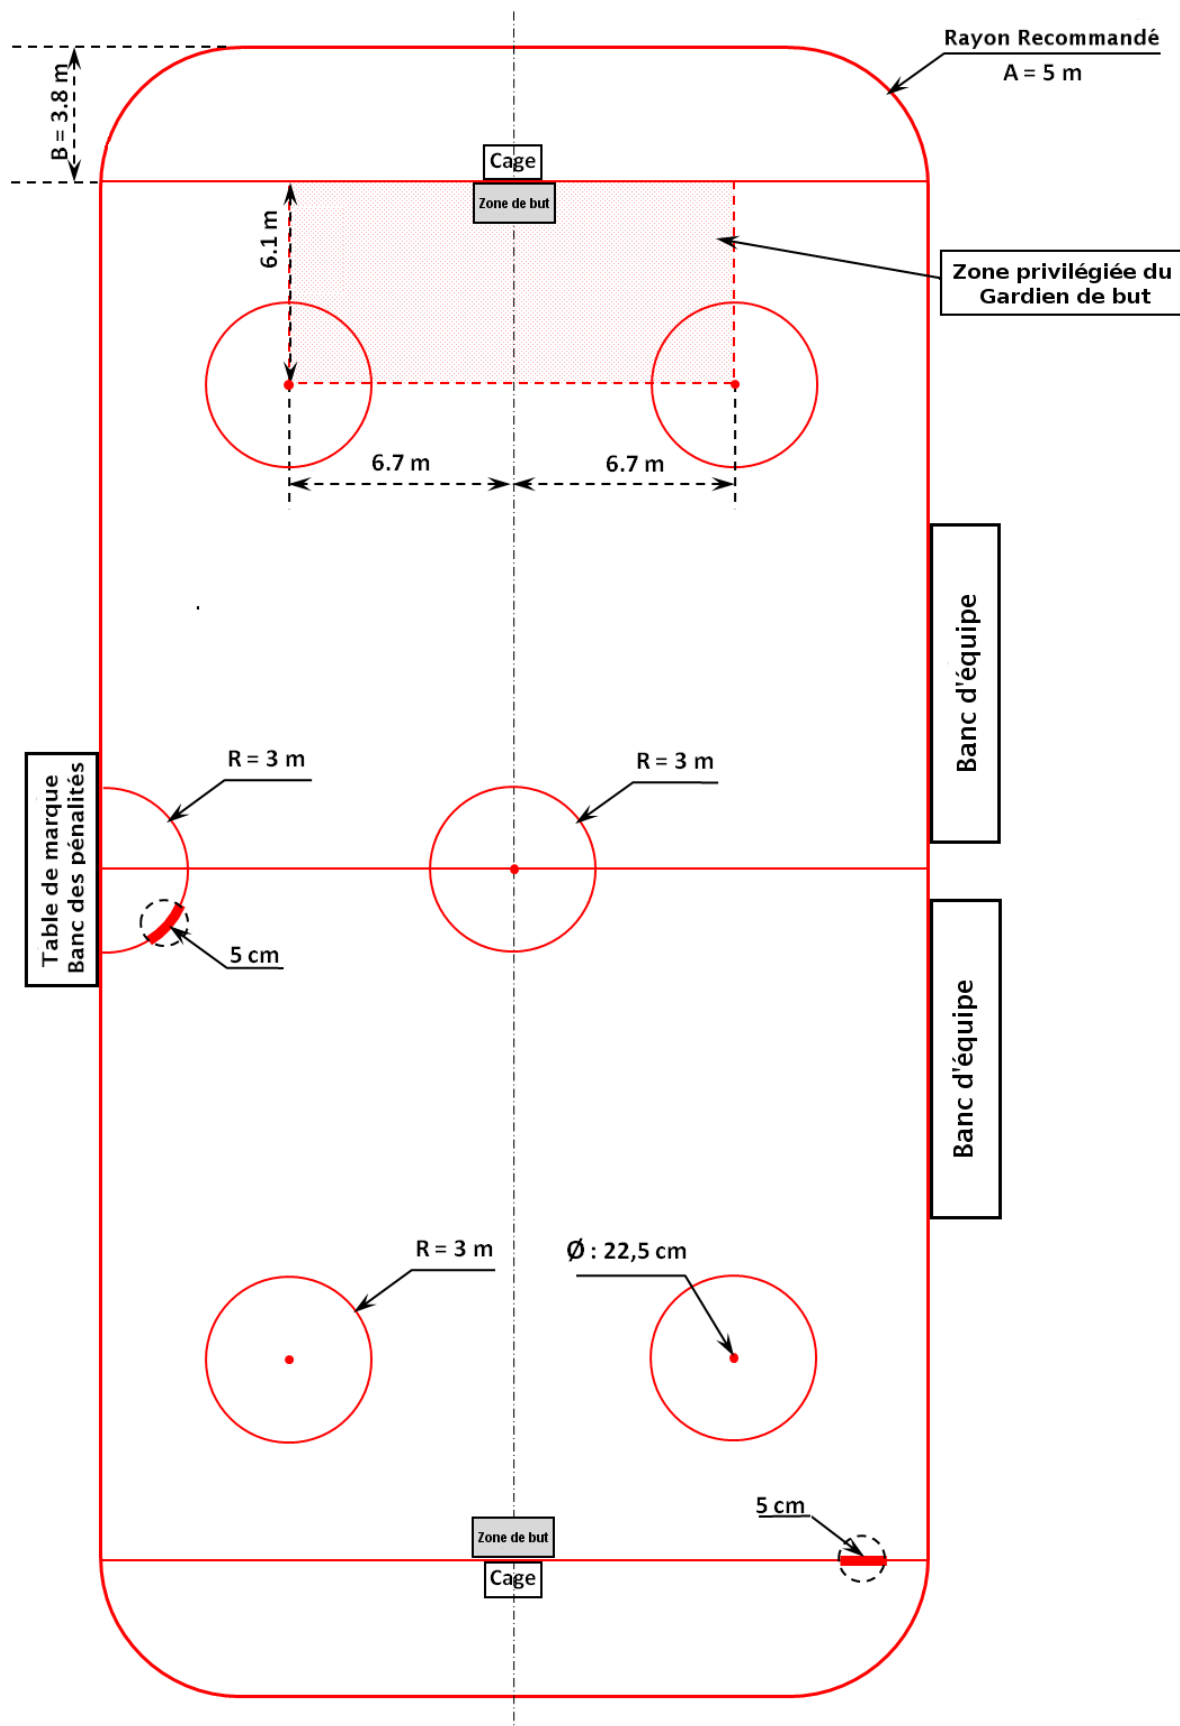 Rayon Recommandé
A = 5 m
B = 3.8 m
Cage
Zone de but
6.1 m
Zone privilégiée du
Gardien de but
6.7 m
6.7 m
Banc d'équipe
R = 3 m
R = 3 m
Table de marque
Banc des pénalités
5 cm
Banc d'équipe
R = 3 m
Ø : 22,5 cm
5 cm
Zone de but
Cage